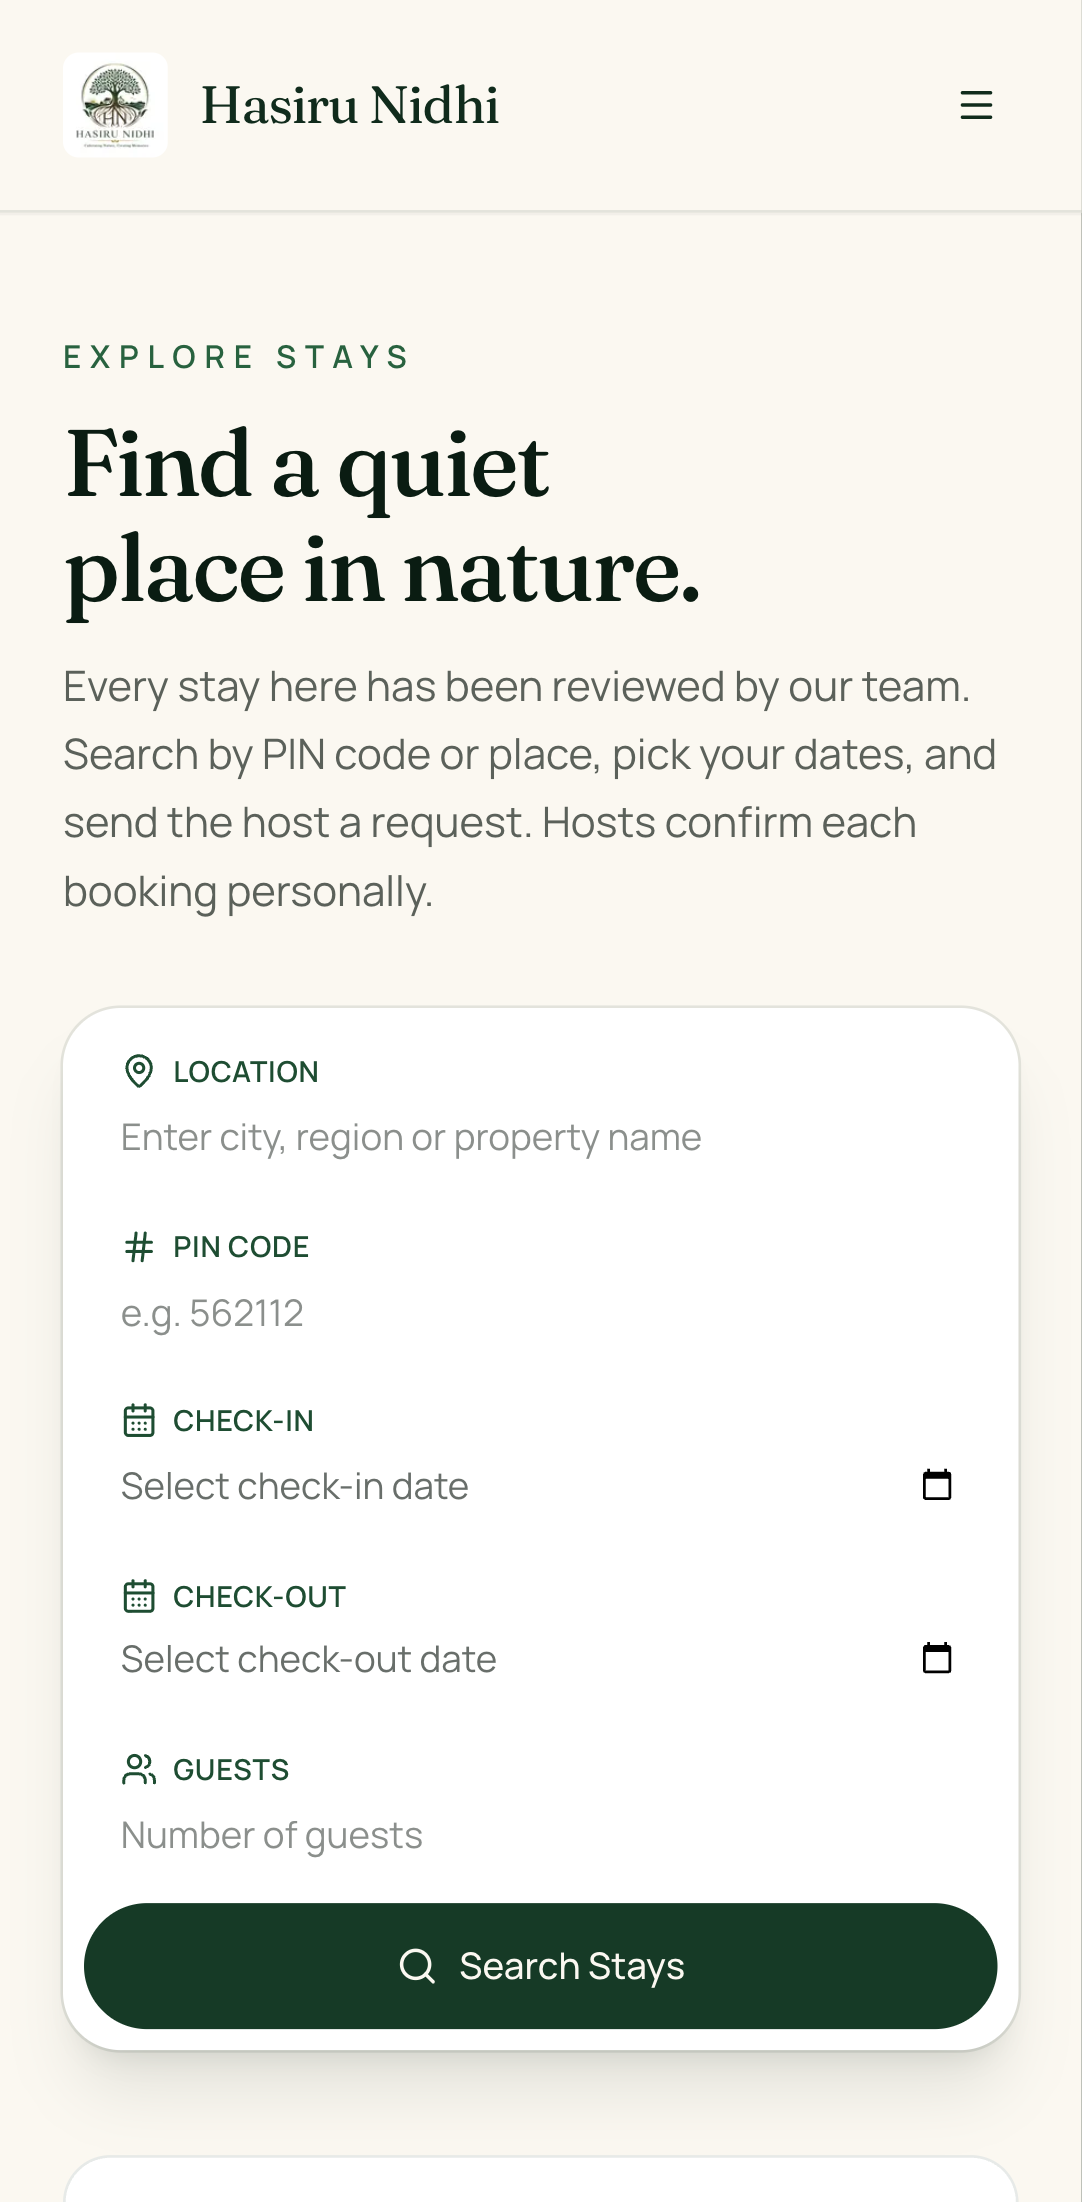 HN
HASIRU NIDHI
Hasiru Nidhi
EXPLORE STAYS
Find a quiet
place in nature.
Every stay here has been reviewed by our team.
Search by PIN code or place, pick your dates, and
send the host a request. Hosts confirm each
booking personally.
LOCATION
Enter city, region or property name
# PIN CODE
e.g. 562112
CHECK-IN
Select check-in date
CHECK-OUT
Select check-out date
GUESTS
Number of guests
Search Stays